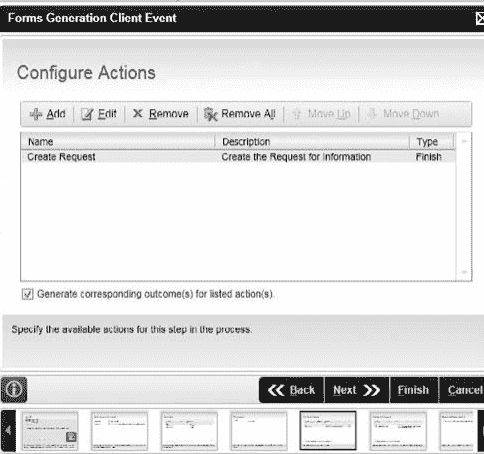 Forms Generation Client Event
Configure Actions
Add Edit Remove Remove All Move Up Move Down
Name Description Type
Create Request Create the Request for Information Finish
Generate corresponding outcome(s) for listed action(s).
Specify the available actions for this step in the process.
Back Next Finish Cancel